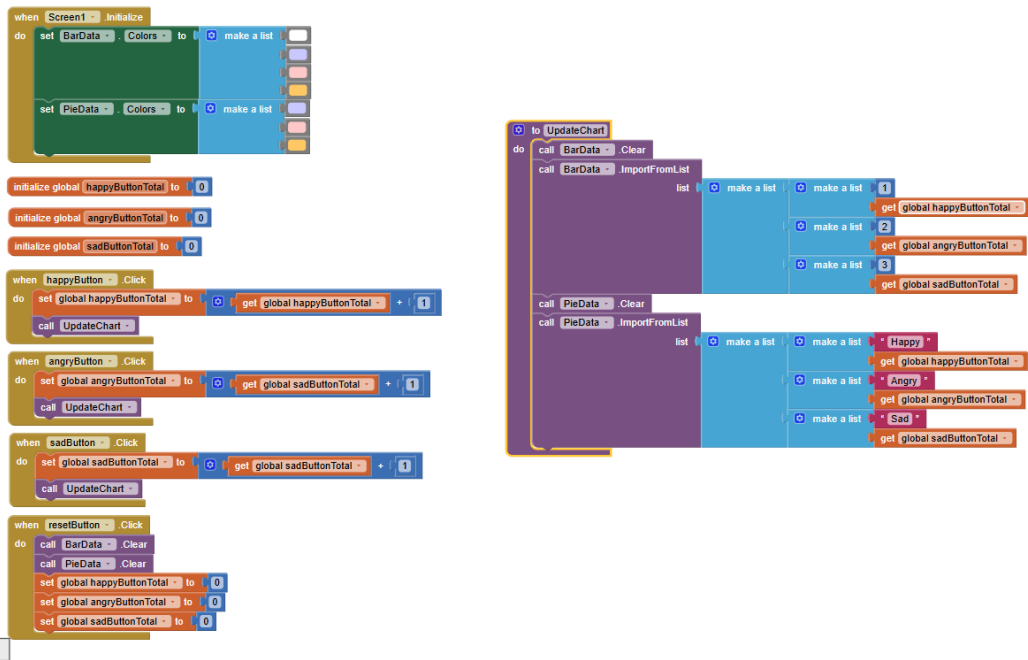 when Screen1 .Initialize
do set BarData . Colors to make a list
set PieData . Colors to make a list
initialize global happyButtonTotal to 0
initialize global angryButtonTotal to 0
initialize global sadButtonTotal to 0
when happyButton .Click
do set global happyButtonTotal to get global happyButtonTotal + 1
call UpdateChart
when angryButton .Click
do set global angryButtonTotal to get global sadButtonTotal + 1
call UpdateChart
when sadButton .Click
do set global sadButtonTotal to get global sadButtonTotal + 1
call UpdateChart
when resetButton .Click
do call BarData .Clear
call PieData .Clear
set global happyButtonTotal to 0
set global angryButtonTotal to 0
set global sadButtonTotal to 0
to UpdateChart
do call BarData .Clear
call BarData .ImportFromList
list make a list make a list 1
get global happyButtonTotal
make a list 2
get global angryButtonTotal
make a list 3
get global sadButtonTotal
call PieData .Clear
call PieData .ImportFromList
list make a list make a list " Happy "
get global happyButtonTotal
make a list " Angry "
get global angryButtonTotal
make a list " Sad "
get global sadButtonTotal